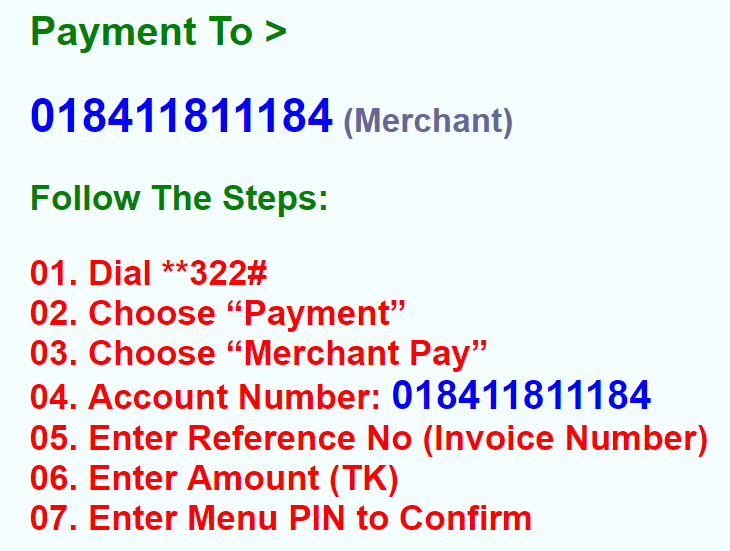 Payment To >
018411811184 (Merchant)
Follow The Steps:
01. Dial **322#
02. Choose “Payment”
03. Choose “Merchant Pay”
04. Account Number: 018411811184
05. Enter Reference No (Invoice Number)
06. Enter Amount (TK)
07. Enter Menu PIN to Confirm